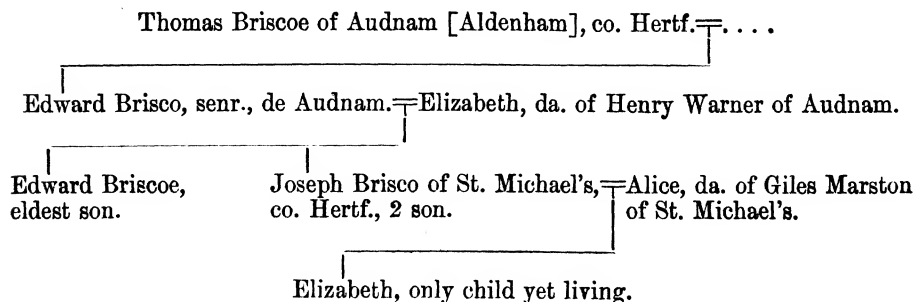 Thomas Briscoe of Audnam [Aldenham], co. Hertf.=. . . .
Edward Brisco, senr., de Audnam.=Elizabeth, da. of Henry Warner of Audnam.
Edward Briscoe, Joseph Brisco of St. Michael's,=Alice, da. of Giles Marston
eldest son. co. Hertf., 2 son. of St. Michael's.
Elizabeth, only child yet living.